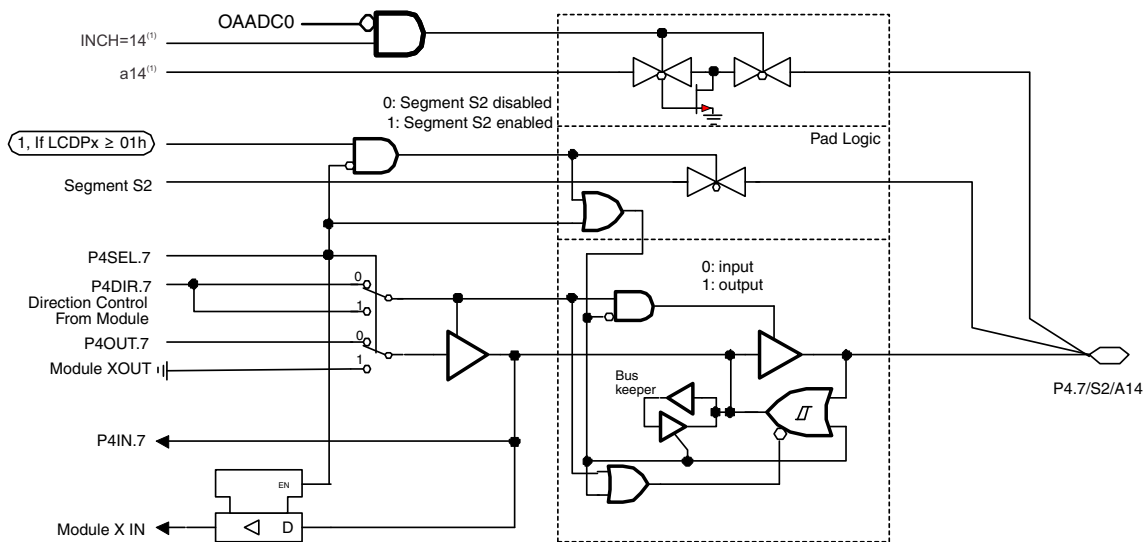 OAADC0
INCH=14(1)
a14(1)
0: Segment S2 disabled
1: Segment S2 enabled
Pad Logic
1, If LCDPx ≥ 01h
Segment S2
P4SEL.7
0: input
1: output
P4DIR.7
0
Direction Control
From Module
1
P4OUT.7
0
Module XOUT
1
Bus
keeper
P4.7/S2/A14
P4IN.7
EN
Module X IN
D